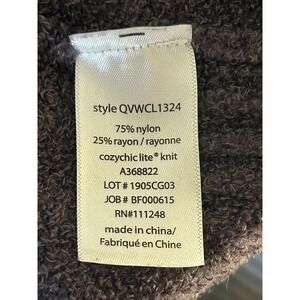 style QVWCL1324
75% nylon
25% rayon / rayonne
cozychic lite® knit
A368822
LOT # 1905CG03
JOB # BF000615
RN#111248
made in china/
Fabriqué en Chine